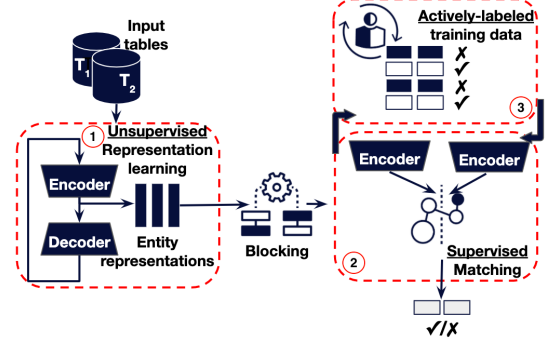 Input
tables
T1
T2
1
Unsupervised
Representation
learning
Encoder
Decoder
Entity
representations
Blocking
Actively-labeled
training data
✗
✓
✗
✓
3
Encoder
Encoder
2
Supervised
Matching
✓/✗